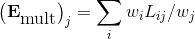 (E_mult)_j = ∑_i w_i L_ij / w_j